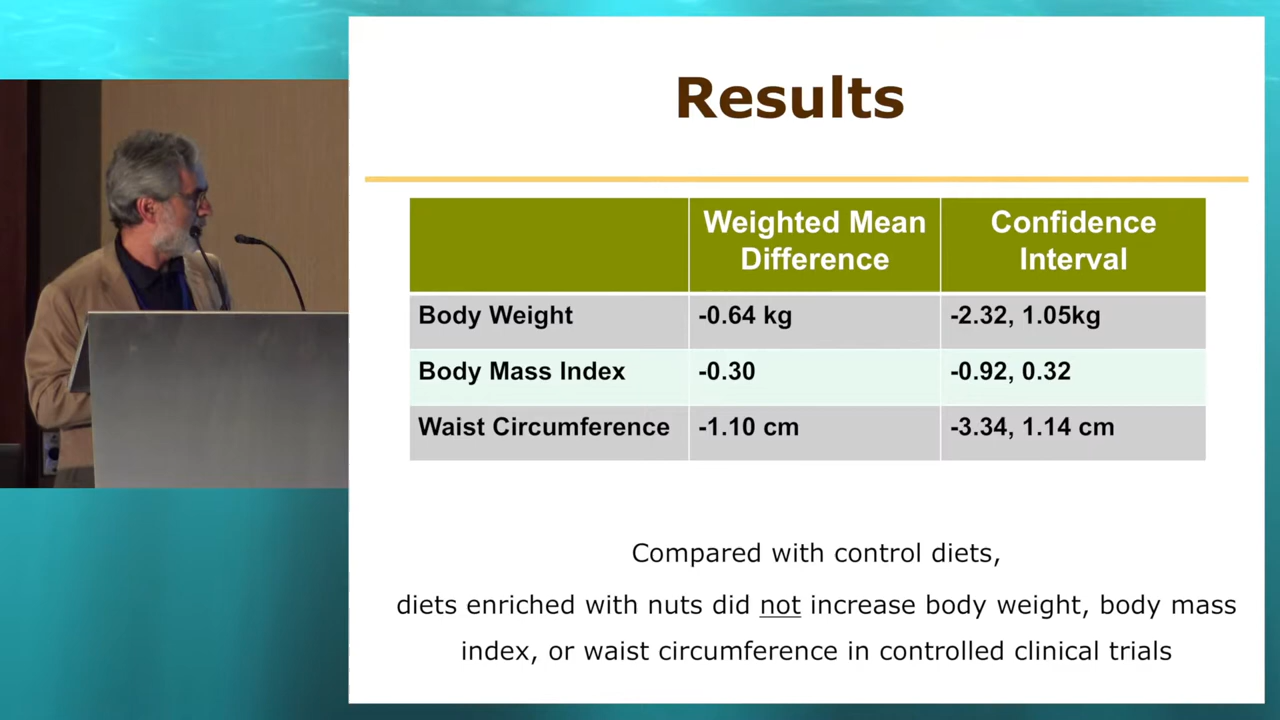 Results
Weighted Mean Difference
Confidence Interval
Body Weight -0.64 kg -2.32, 1.05kg
Body Mass Index -0.30 -0.92, 0.32
Waist Circumference -1.10 cm -3.34, 1.14 cm
Compared with control diets,
diets enriched with nuts did not increase body weight, body mass
index, or waist circumference in controlled clinical trials